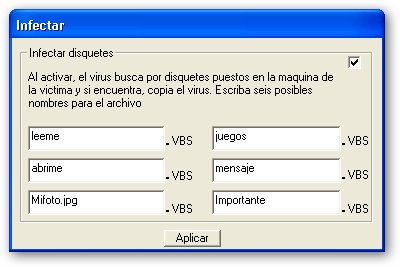 Infectar
Infectar disquetes
Al activar, el virus busca por disquetes puestos en la maquina de
la victima y si encuentra, copia el virus. Escriba seis posibles
nombres para el archivo
leeme .VBS juegos .VBS
abrime .VBS mensaje .VBS
Mifoto.jpg .VBS Importante .VBS
Aplicar